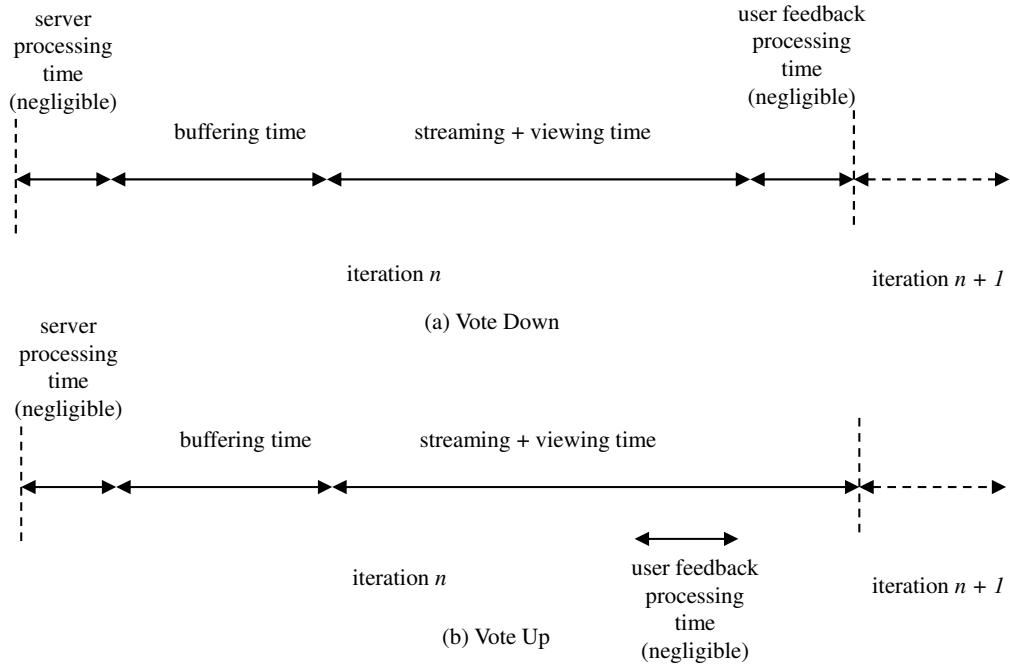 server
processing
time
(negligible)
user feedback
processing
time
(negligible)
buffering time
streaming + viewing time
iteration n
iteration n + 1
(a) Vote Down
server
processing
time
(negligible)
buffering time
streaming + viewing time
iteration n
user feedback
processing
time
(negligible)
iteration n + 1
(b) Vote Up